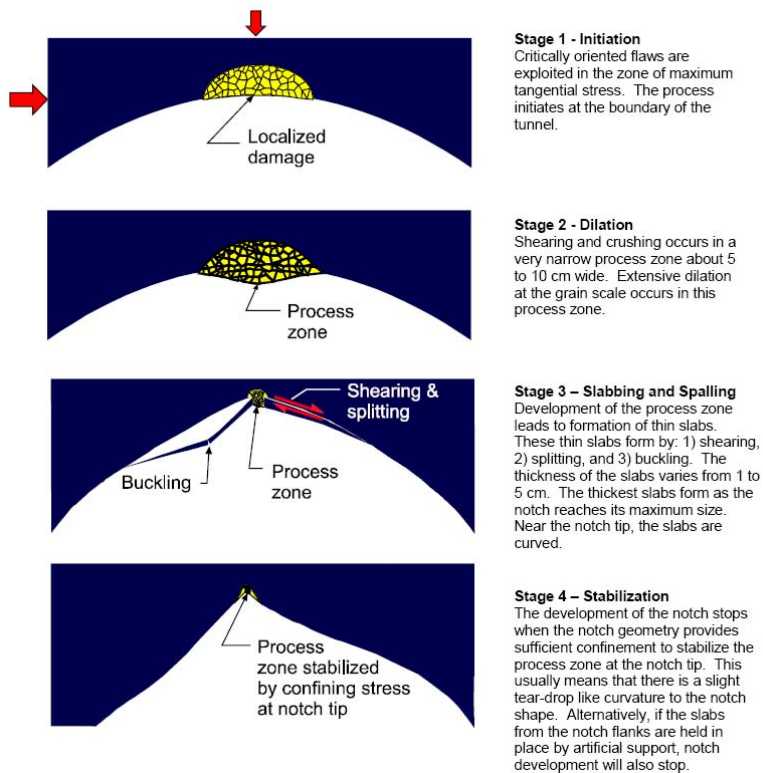 Localized
damage
Stage 1 - Initiation
Critically oriented flaws are
exploited in the zone of maximum
tangential stress.  The process
initiates at the boundary of the
tunnel.
Process
zone
Stage 2 - Dilation
Shearing and crushing occurs in a
very narrow process zone about 5
to 10 cm wide.  Extensive dilation
at the grain scale occurs in this
process zone.
Shearing &
splitting
Buckling
Process
zone
Stage 3 – Slabbing and Spalling
Development of the process zone
leads to formation of thin slabs.
These thin slabs form by: 1) shearing,
2) splitting, and 3) buckling.  The
thickness of the slabs varies from 1 to
5 cm.  The thickest slabs form as the
notch reaches its maximum size.
Near the notch tip, the slabs are
curved.
Process
zone stabilized
by confining stress
at notch tip
Stage 4 – Stabilization
The development of the notch stops
when the notch geometry provides
sufficient confinement to stabilize the
process zone at the notch tip.  This
usually means that there is a slight
tear-drop like curvature to the notch
shape.  Alternatively, if the slabs
from the notch flanks are held in
place by artificial support, notch
development will also stop.